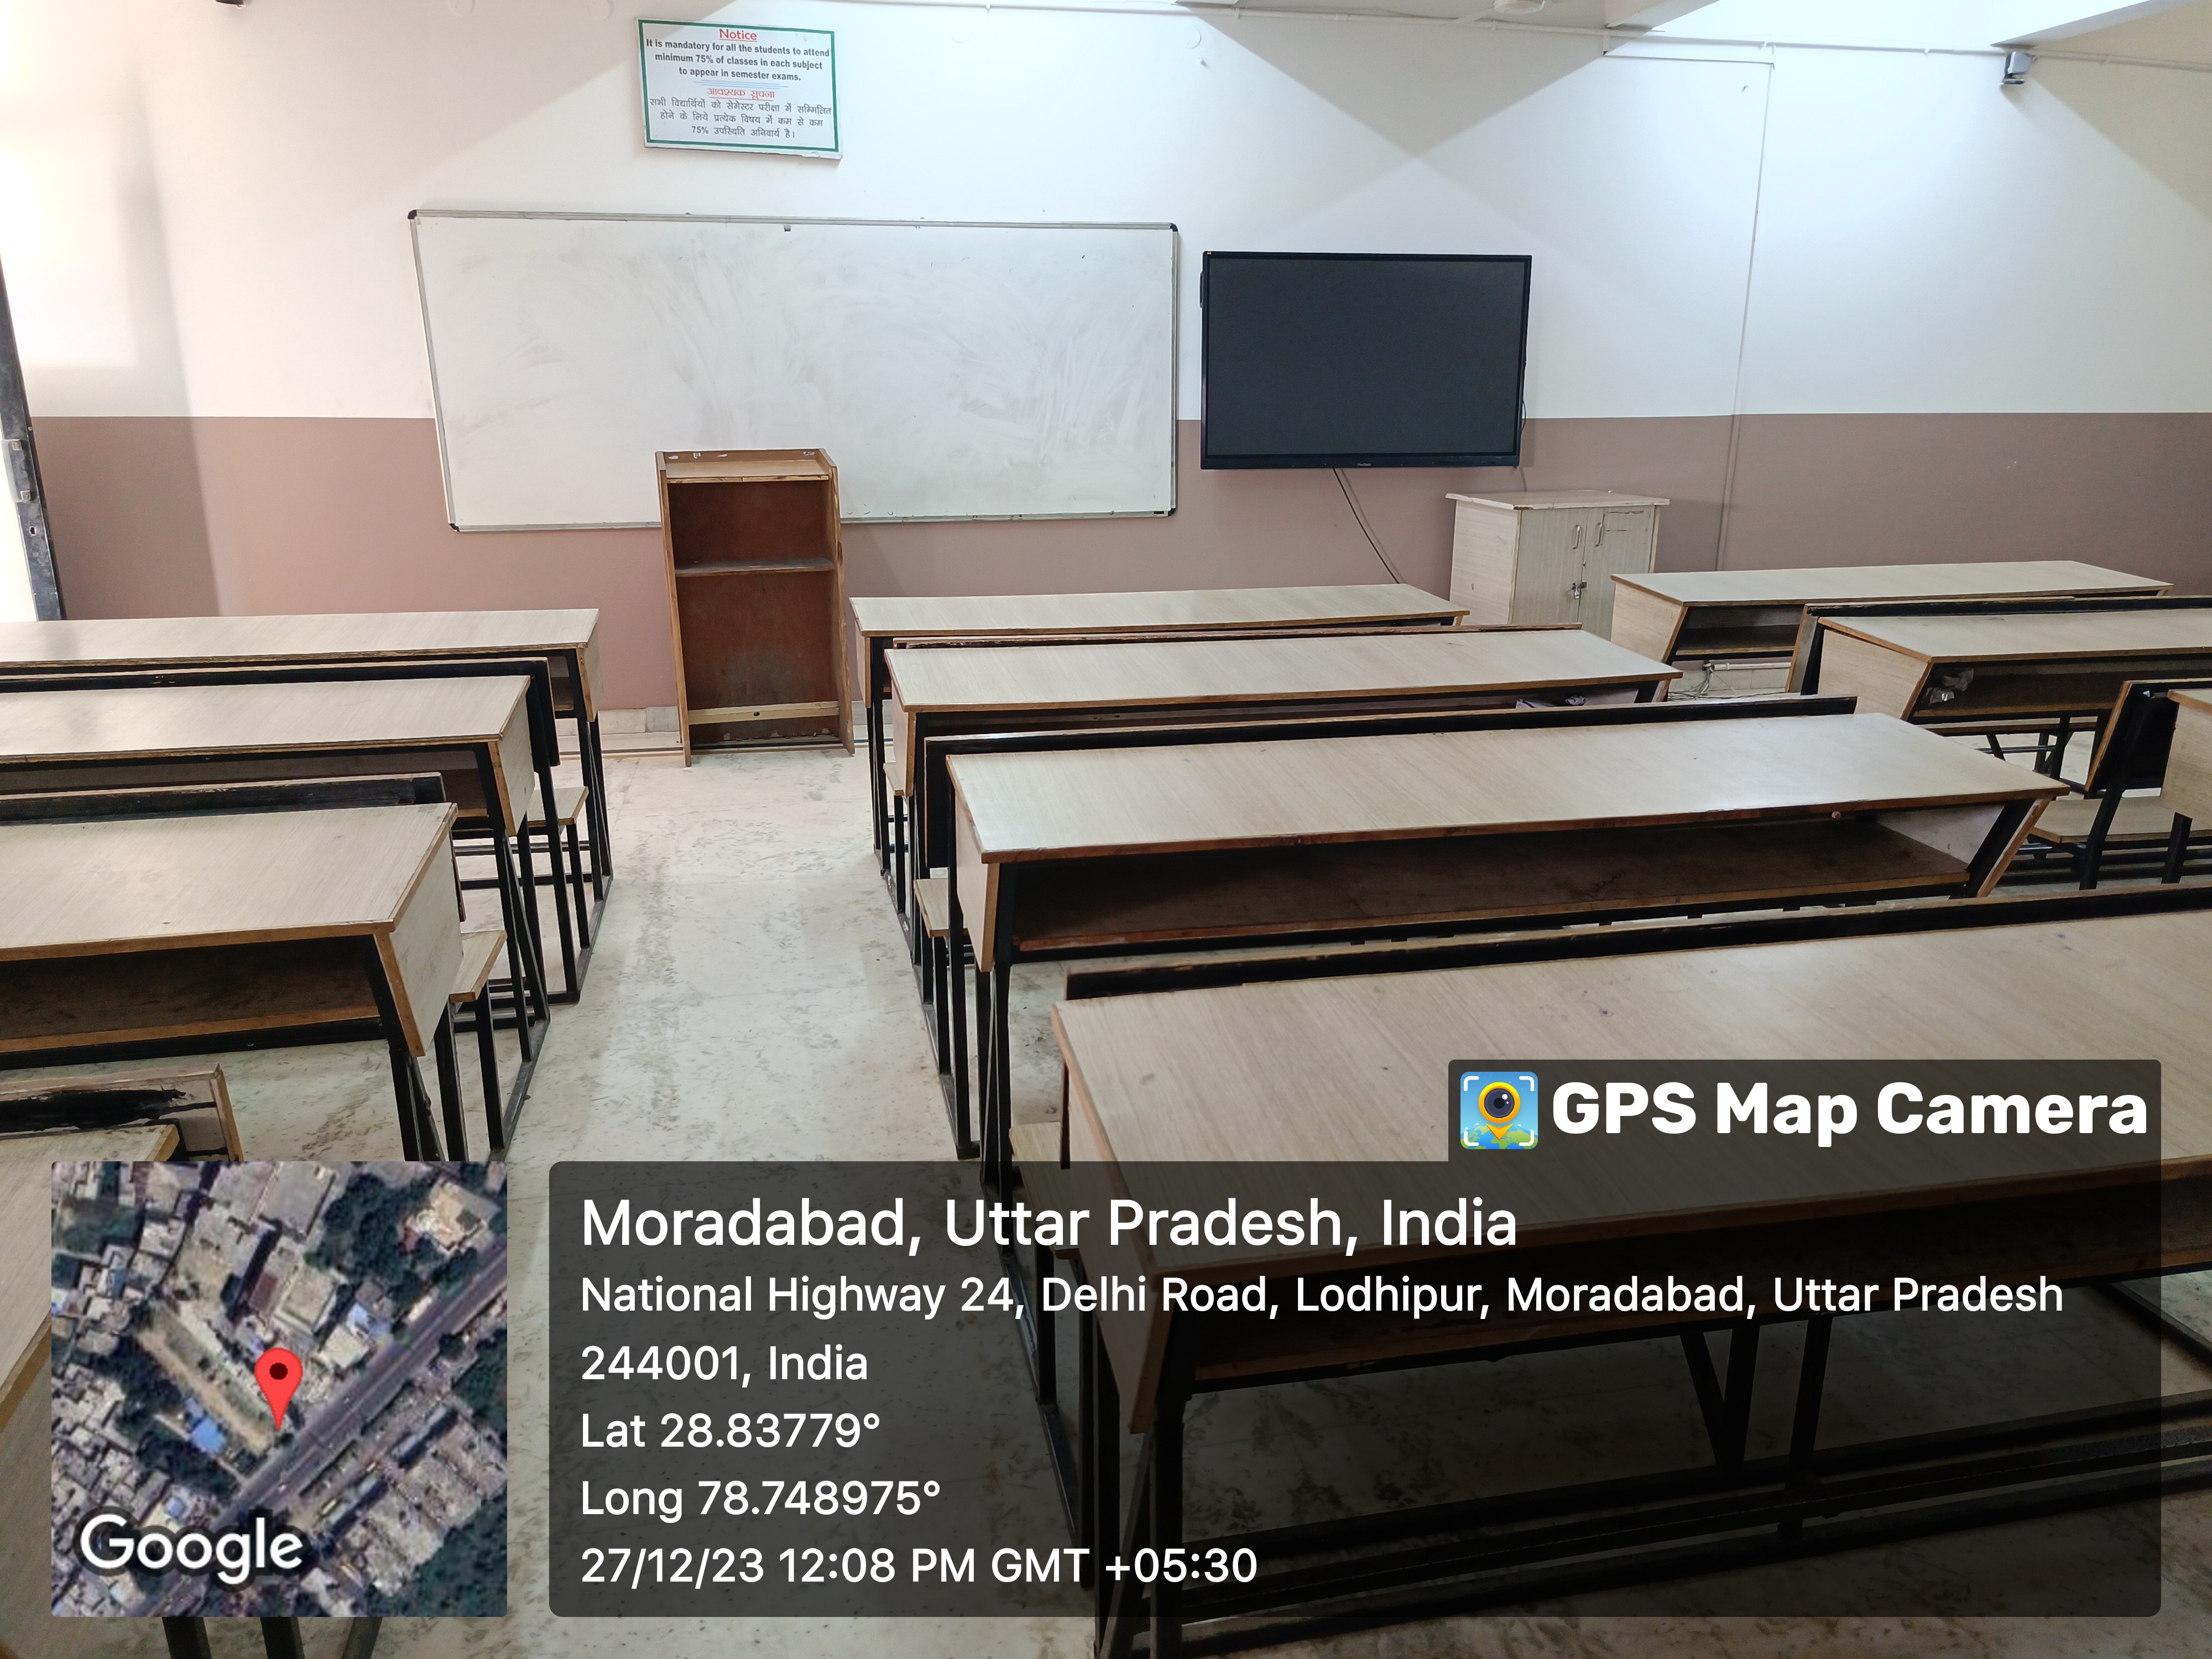 Notice
It is mandatory for all the students to attend
minimum 75% of classes in each subject
to appear in semester exams.
आवश्यक सूचना
सभी विद्यार्थियों को सेमेस्टर परीक्षा में सम्मिलित
होने के लिये प्रत्येक विषय में कम से कम
75% उपस्थिति अनिवार्य है।
GPS Map Camera
Moradabad, Uttar Pradesh, India
National Highway 24, Delhi Road, Lodhipur, Moradabad, Uttar Pradesh
244001, India
Lat 28.83779°
Long 78.748975°
27/12/23 12:08 PM GMT +05:30
Google